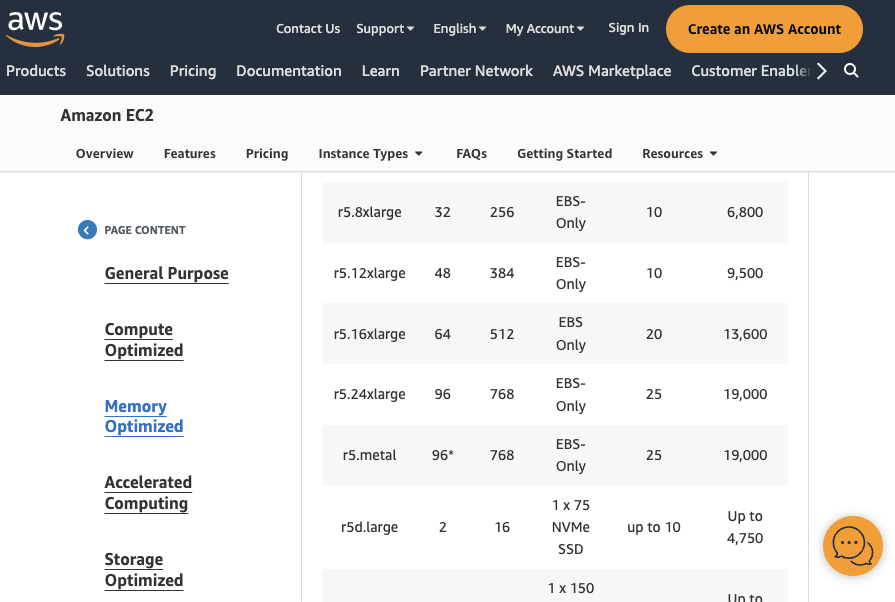 aws
Contact Us Support English My Account Sign In Create an AWS Account
Products Solutions Pricing Documentation Learn Partner Network AWS Marketplace Customer Enable
Amazon EC2
Overview Features Pricing Instance Types FAQs Getting Started Resources
PAGE CONTENT
General Purpose
Compute
Optimized
Memory
Optimized
Accelerated
Computing
Storage
Optimized
r5.8xlarge 32 256 EBS-
Only 10 6,800
r5.12xlarge 48 384 EBS-
Only 10 9,500
r5.16xlarge 64 512 EBS
Only 20 13,600
r5.24xlarge 96 768 EBS-
Only 25 19,000
r5.metal 96* 768 EBS-
Only 25 19,000
r5d.large 2 16 1 x 75
NVMe
SSD up to 10 Up to
4,750
1 x 150
Up to